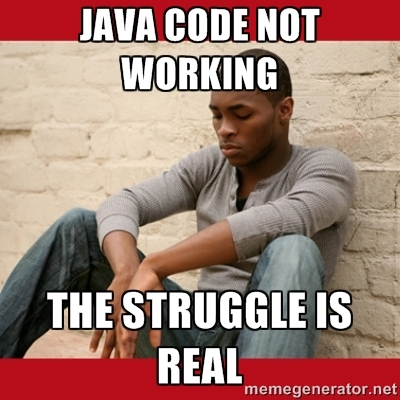 JAVA CODE NOT
WORKING
THE STRUGGLE IS
REAL
memegenerator.net